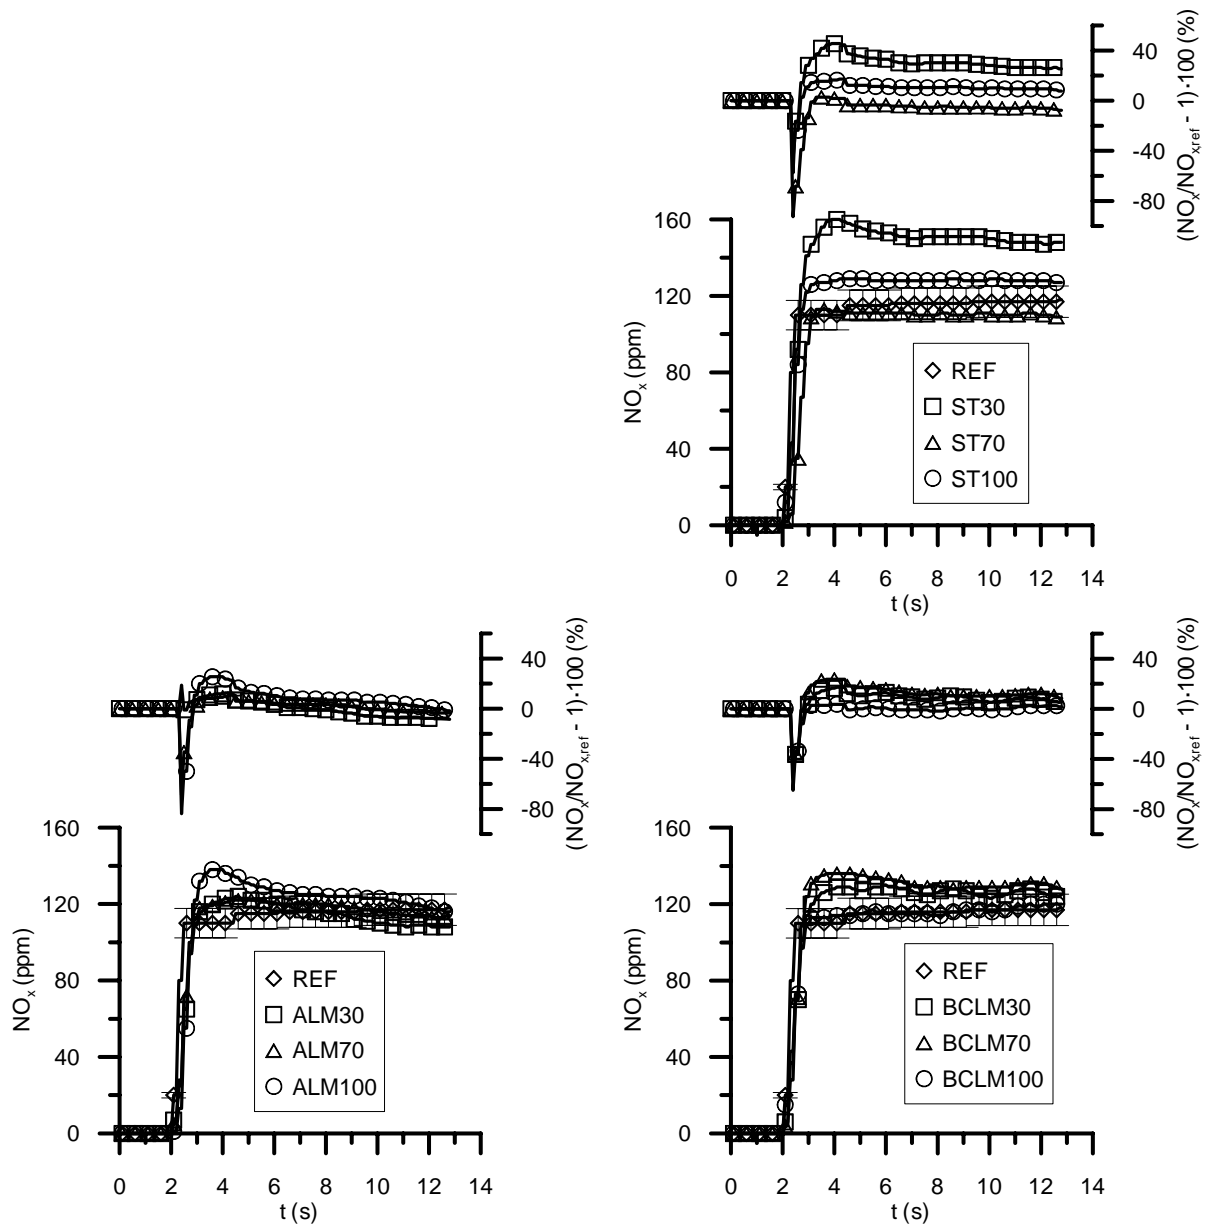 40
0
-40
-80
(NOx/NOx,ref - 1)·100 (%)
160
120
80
40
0
NOx (ppm)
REF
ST30
ST70
ST100
0 2 4 6 8 10 12 14
t (s)
40
0
-40
-80
(NOx/NOx,ref - 1)·100 (%)
160
120
80
40
0
NOx (ppm)
REF
ALM30
ALM70
ALM100
0 2 4 6 8 10 12 14
t (s)
40
0
-40
-80
(NOx/NOx,ref - 1)·100 (%)
160
120
80
40
0
NOx (ppm)
REF
BCLM30
BCLM70
BCLM100
0 2 4 6 8 10 12 14
t (s)